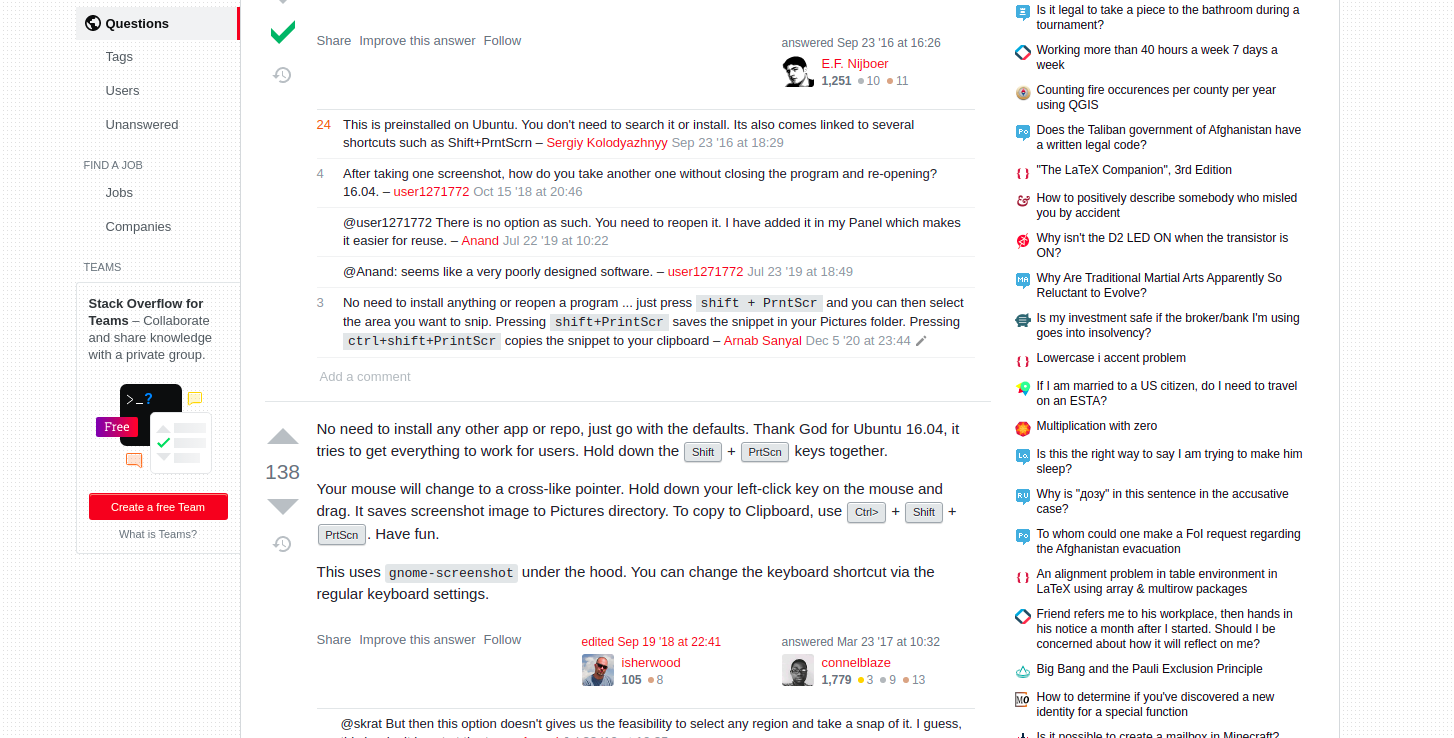 Questions
Tags
Users
Unanswered
FIND A JOB
Jobs
Companies
TEAMS
Stack Overflow for
Teams – Collaborate
and share knowledge
with a private group.
>_?
Free
Create a free Team
What is Teams?
Share Improve this answer Follow
answered Sep 23 '16 at 16:26
E.F. Nijboer
1,251 10 11
24 This is preinstalled on Ubuntu. You don't need to search it or install. Its also comes linked to several
shortcuts such as Shift+PrntScrn – Sergiy Kolodyazhnyy Sep 23 '16 at 18:29
4 After taking one screenshot, how do you take another one without closing the program and re-opening?
16.04. – user1271772 Oct 15 '18 at 20:46
@user1271772 There is no option as such. You need to reopen it. I have added it in my Panel which makes
it easier for reuse. – Anand Jul 22 '19 at 10:22
@Anand: seems like a very poorly designed software. – user1271772 Jul 23 '19 at 18:49
3 No need to install anything or reopen a program ... just press shift + PrntScr and you can then select
the area you want to snip. Pressing shift+PrintScr saves the snippet in your Pictures folder. Pressing
ctrl+shift+PrintScr copies the snippet to your clipboard – Arnab Sanyal Dec 5 '20 at 23:44
Add a comment
138
No need to install any other app or repo, just go with the defaults. Thank God for Ubuntu 16.04, it
tries to get everything to work for users. Hold down the Shift + PrtScn keys together.
Your mouse will change to a cross-like pointer. Hold down your left-click key on the mouse and
drag. It saves screenshot image to Pictures directory. To copy to Clipboard, use Ctrl> + Shift +
PrtScn . Have fun.
This uses gnome-screenshot under the hood. You can change the keyboard shortcut via the
regular keyboard settings.
Share Improve this answer Follow
edited Sep 19 '18 at 22:41
isherwood
105 8
answered Mar 23 '17 at 10:32
connelblaze
1,779 3 9 13
@skrat But then this option doesn't gives us the feasibility to select any region and take a snap of it. I guess,
Is it legal to take a piece to the bathroom during a
tournament?
Working more than 40 hours a week 7 days a
week
Counting fire occurences per county per year
using QGIS
Does the Taliban government of Afghanistan have
a written legal code?
"The LaTeX Companion", 3rd Edition
How to positively describe somebody who misled
you by accident
Why isn't the D2 LED ON when the transistor is
ON?
Why Are Traditional Martial Arts Apparently So
Reluctant to Evolve?
Is my investment safe if the broker/bank I'm using
goes into insolvency?
Lowercase i accent problem
If I am married to a US citizen, do I need to travel
on an ESTA?
Multiplication with zero
Is this the right way to say I am trying to make him
sleep?
Why is "дозу" in this sentence in the accusative
case?
To whom could one make a FoI request regarding
the Afghanistan evacuation
An alignment problem in table environment in
LaTeX using array & multirow packages
Friend refers me to his workplace, then hands in
his notice a month after I started. Should I be
concerned about how it will reflect on me?
Big Bang and the Pauli Exclusion Principle
How to determine if you've discovered a new
identity for a special function
Is it possible to create a mailbox in Minecraft?